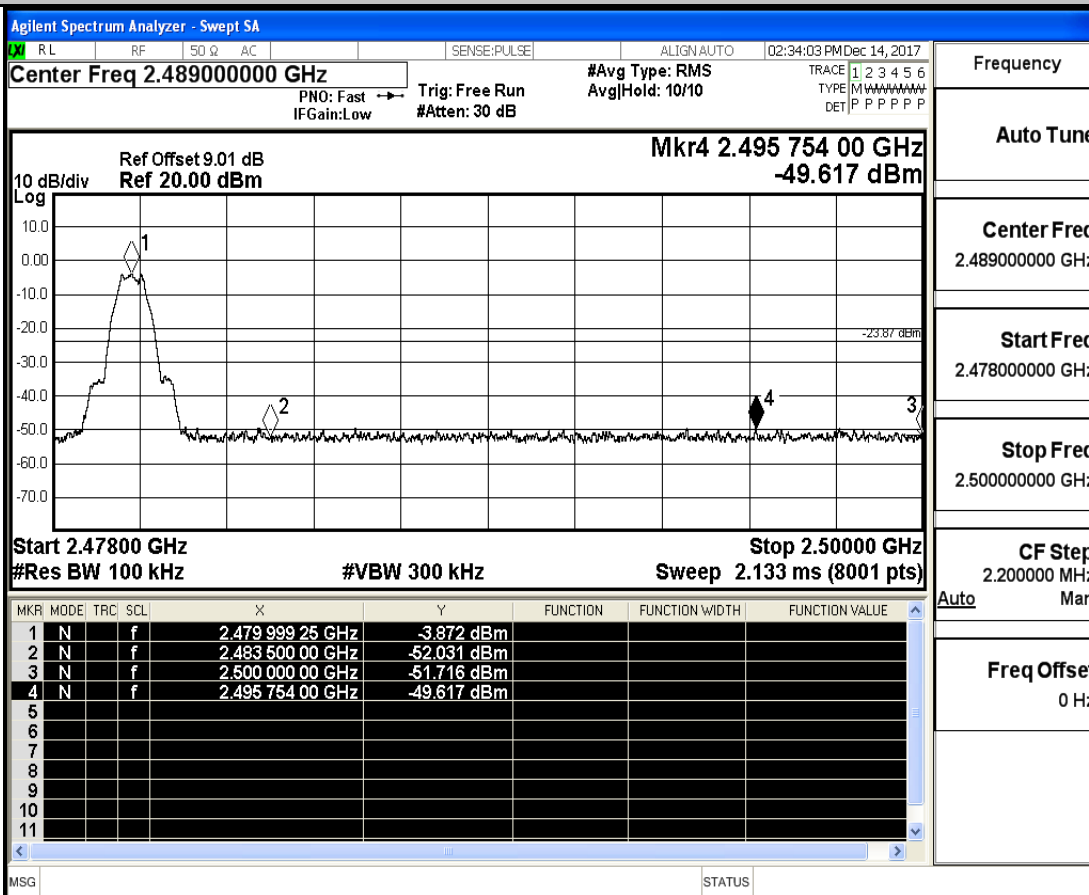 Agilent Spectrum Analyzer - Swept SA
LXI RL RF 50 Ω AC SENSE:PULSE ALIGN AUTO 02:34:03 PM Dec 14, 2017
Center Freq 2.489000000 GHz
PNO: Fast
IFGain:Low
Trig: Free Run
#Atten: 30 dB
#Avg Type: RMS
Avg|Hold: 10/10
TRACE 1 2 3 4 5 6
TYPE M
DET P P P P P P
Ref Offset 9.01 dB
10 dB/div Ref 20.00 dBm
Log
Mkr4 2.495 754 00 GHz
-49.617 dBm
10.0
0.00
-10.0
-20.0
-30.0
-40.0
-50.0
-60.0
-70.0
1
-23.87 dBm
2
4
3
Start 2.47800 GHz Stop 2.50000 GHz
#Res BW 100 kHz #VBW 300 kHz Sweep 2.133 ms (8001 pts)
MKR MODE TRC SCL X Y FUNCTION FUNCTION WIDTH FUNCTION VALUE
1 N f 2.479 999 25 GHz -3.872 dBm
2 N f 2.483 500 00 GHz -52.031 dBm
3 N f 2.500 000 00 GHz -51.716 dBm
4 N f 2.495 754 00 GHz -49.617 dBm
5
6
7
8
9
10
11
MSG STATUS
Frequency
Auto Tune
Center Freq
2.489000000 GHz
Start Freq
2.478000000 GHz
Stop Freq
2.500000000 GHz
CF Step
2.200000 MHz
Auto Man
Freq Offset
0 Hz